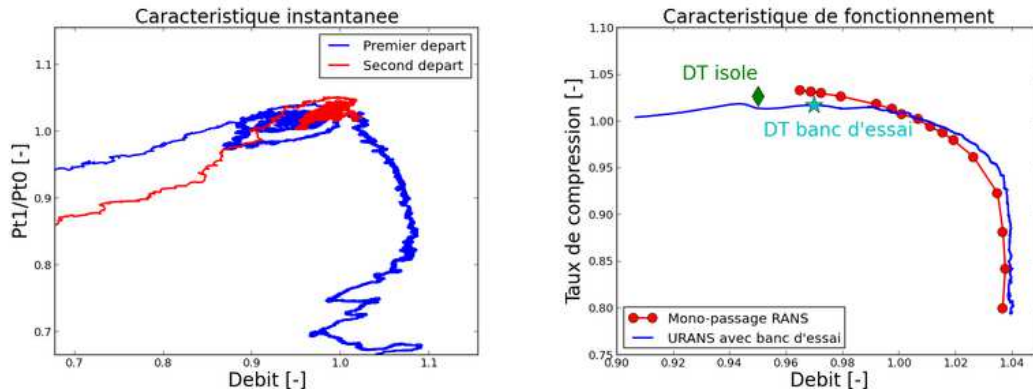 Caracteristique instantanee
Pt1/Pt0 [-]
1.1
1.0
0.9
0.8
0.7
Premier depart
Second depart
0.7 0.8 0.9 1.0 1.1
Debit [-]
Caracteristique de fonctionnement
Taux de compression [-]
1.10
1.05
1.00
0.95
0.90
0.85
0.80
0.75
DT isole
DT banc d'essai
Mono-passage RANS
URANS avec banc d'essai
0.90 0.92 0.94 0.96 0.98 1.00 1.02 1.04
Debit [-]